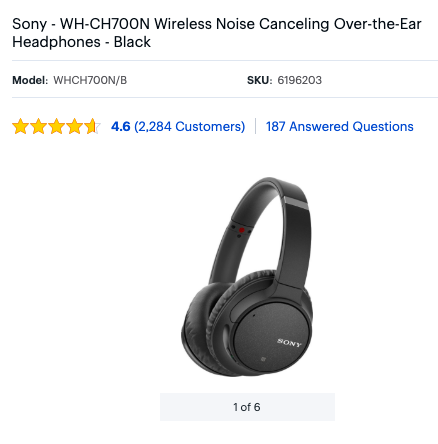 Sony - WH-CH700N Wireless Noise Canceling Over-the-Ear
Headphones - Black
Model: WHCH700N/B SKU: 6196203
4.6 (2,284 Customers) 187 Answered Questions
SONY
1 of 6